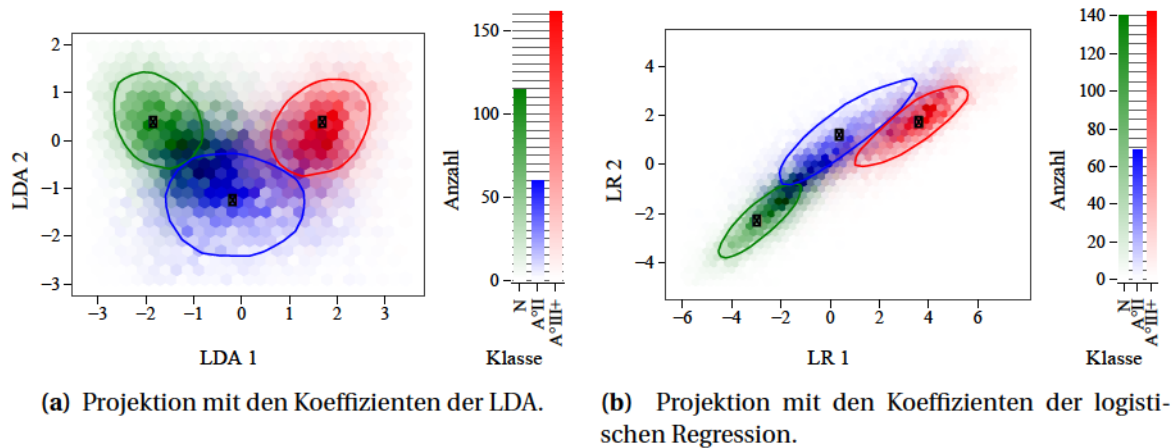 2
1
0
−1
−2
−3
LDA 2
−3 −2 −1 0 1 2 3
LDA 1
150
100
50
0
Anzahl
N
A°II
A°III+
Klasse
(a) Projektion mit den Koeffizienten der LDA.
4
2
0
−2
−4
LR 2
−6 −4 −2 0 2 4 6
LR 1
140
120
100
80
60
40
20
0
Anzahl
N
A°II
A°III+
Klasse
(b) Projektion mit den Koeffizienten der logisti-
schen Regression.